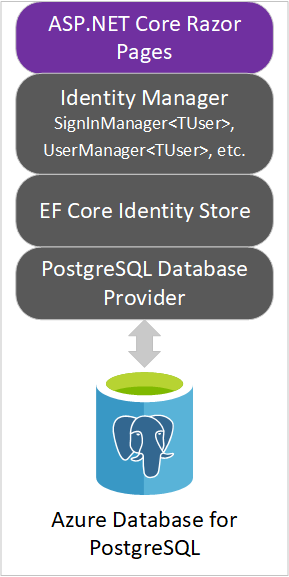 ASP.NET Core Razor
Pages
Identity Manager
SignInManager<TUser>,
UserManager<TUser>, etc.
EF Core Identity Store
PostgreSQL Database
Provider
Azure Database for
PostgreSQL